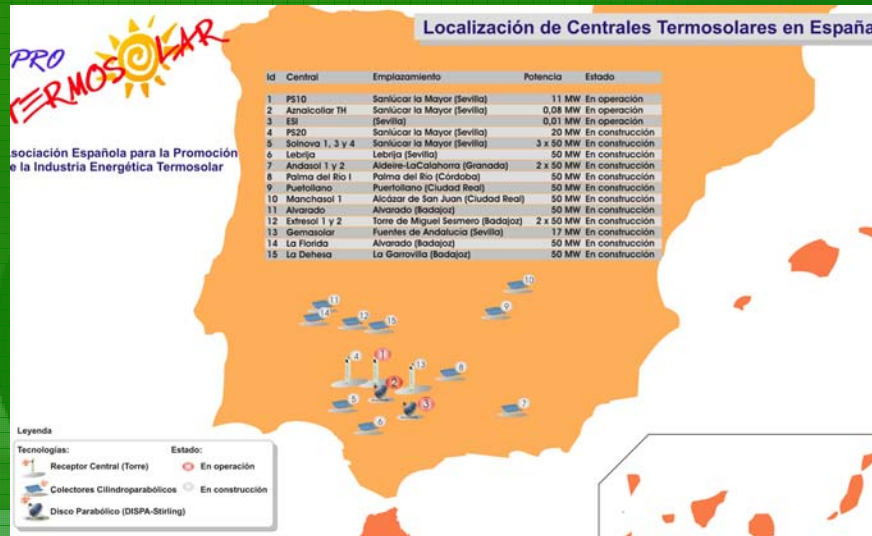 Localización de Centrales Termosolares en España
PRO
TERMOSOLAR
Asociación Española para la Promoción
de la Industria Energética Termosolar
Id Central Emplazamiento Potencia Estado
1 PS10 Sanlúcar la Mayor (Sevilla) 11 MW En operación
2 Aznalcollar TH Sanlúcar la Mayor (Sevilla) 0,08 MW En operación
3 ESI (Sevilla) 0,01 MW En operación
4 PS20 Sanlúcar la Mayor (Sevilla) 20 MW En construcción
5 Solnova 1, 3 y 4 Sanlúcar la Mayor (Sevilla) 3 x 50 MW En construcción
6 Lebrija Lebrija (Sevilla) 50 MW En construcción
7 Andasol 1 y 2 Aldeire-LaCalahorra (Granada) 2 x 50 MW En construcción
8 Palma del Río I Palma del Río (Córdoba) 50 MW En construcción
9 Puetollano Puertollano (Ciudad Real) 50 MW En construcción
10 Manchasol 1 Alcázar de San Juan (Ciudad Real) 50 MW En construcción
11 Alvarado Alvarado (Badajoz) 50 MW En construcción
12 Extresol 1 y 2 Torre de Miguel Sesmero (Badajoz) 2 x 50 MW En construcción
13 Gemasolar Fuentes de Andalucía (Sevilla) 17 MW En construcción
14 La Florida Alvarado (Badajoz) 50 MW En construcción
15 La Dehesa La Garrovilla (Badajoz) 50 MW En construcción
10
11
9
14
12
15
4
1
13
8
2
5
3
7
6
Leyenda
Tecnologías: Estado:
Receptor Central (Torre) En operación
Colectores Cilindroparabólicos En construcción
Disco Parabólico (DISPA-Stirling)